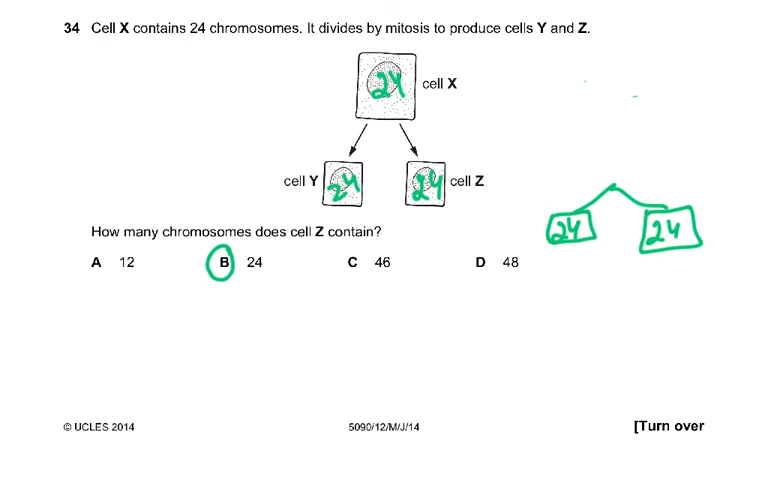 34 Cell X contains 24 chromosomes. It divides by mitosis to produce cells Y and Z.
24
cell X
cell Y
24
24
cell Z
24
24
How many chromosomes does cell Z contain?
A 12 B 24 C 46 D 48
© UCLES 2014 5090/12/M/J/14 [Turn over